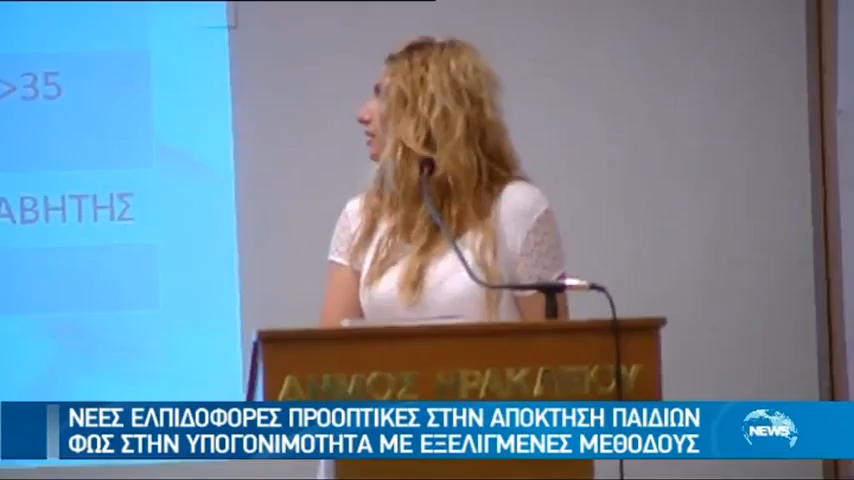 >35
ΑΒΗΤΗΣ
ΔΗΜΟΣ ΗΡΑΚΛΕΙΟΥ
ΝΕΕΣ ΕΛΠΙΔΟΦΟΡΕΣ ΠΡΟΟΠΤΙΚΕΣ ΣΤΗΝ ΑΠΟΚΤΗΣΗ ΠΑΙΔΙΩΝ
ΦΩΣ ΣΤΗΝ ΥΠΟΓΟΝΙΜΟΤΗΤΑ ΜΕ ΕΞΕΛΙΓΜΕΝΕΣ ΜΕΘΟΔΟΥΣ
NEWS